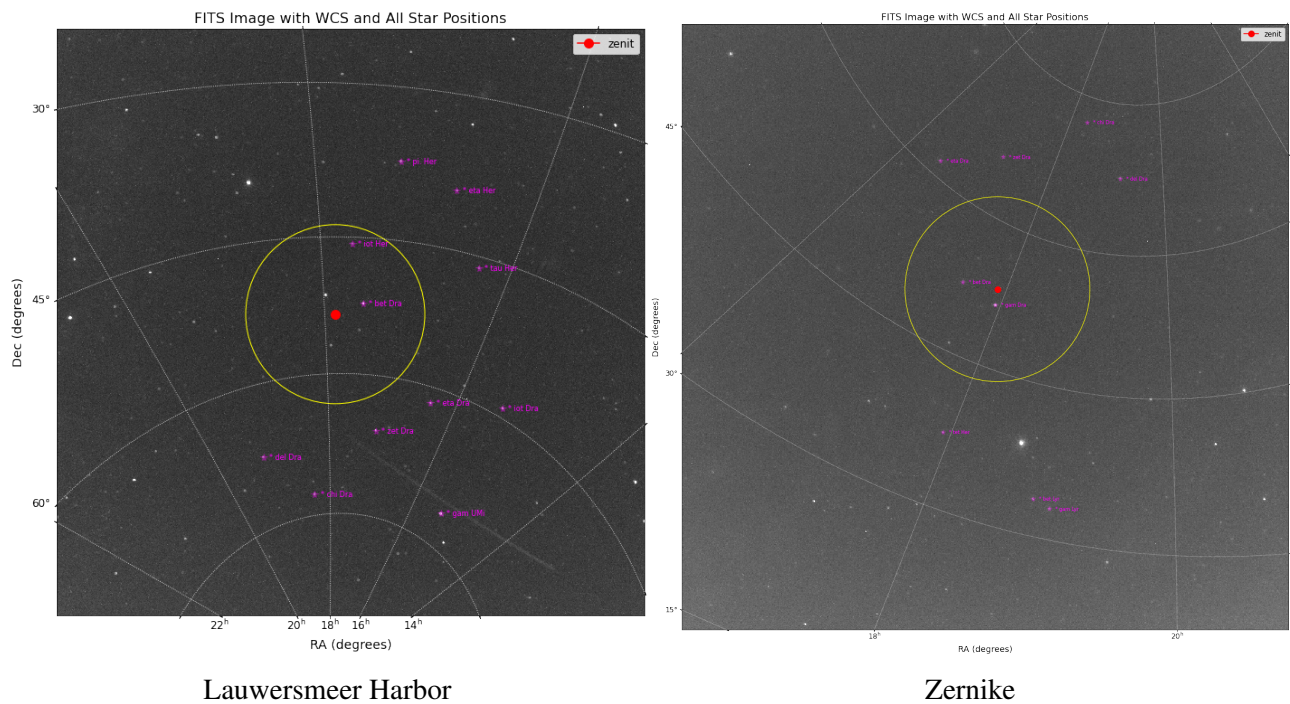 FITS Image with WCS and All Star Positions
zenit
30°
45°
60°
Dec (degrees)
* pi. Her
* eta Her
* iot Her
* tau Her
* bet Dra
* eta Dra
* iot Dra
* zet Dra
* del Dra
* chi Dra
* gam UMi
22h
20h
18h
16h
14h
RA (degrees)
Lauwersmeer Harbor
FITS Image with WCS and All Star Positions
zenit
45°
30°
15°
Dec (degrees)
* gam Dra
18h
20h
RA (degrees)
Zernike